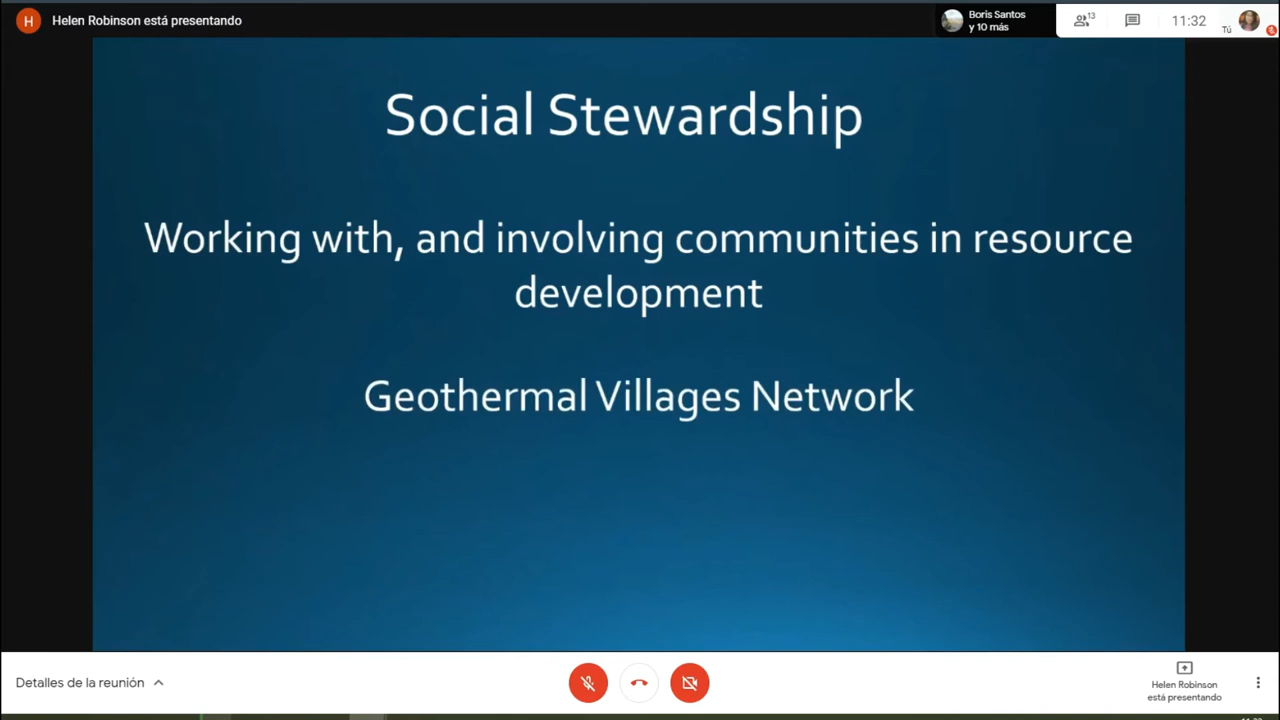 H
Helen Robinson está presentando
Boris Santos
y 10 más
13
11:32
Tú
Social Stewardship
Working with, and involving communities in resource
development
Geothermal Villages Network
Detalles de la reunión
Helen Robinson
está presentando